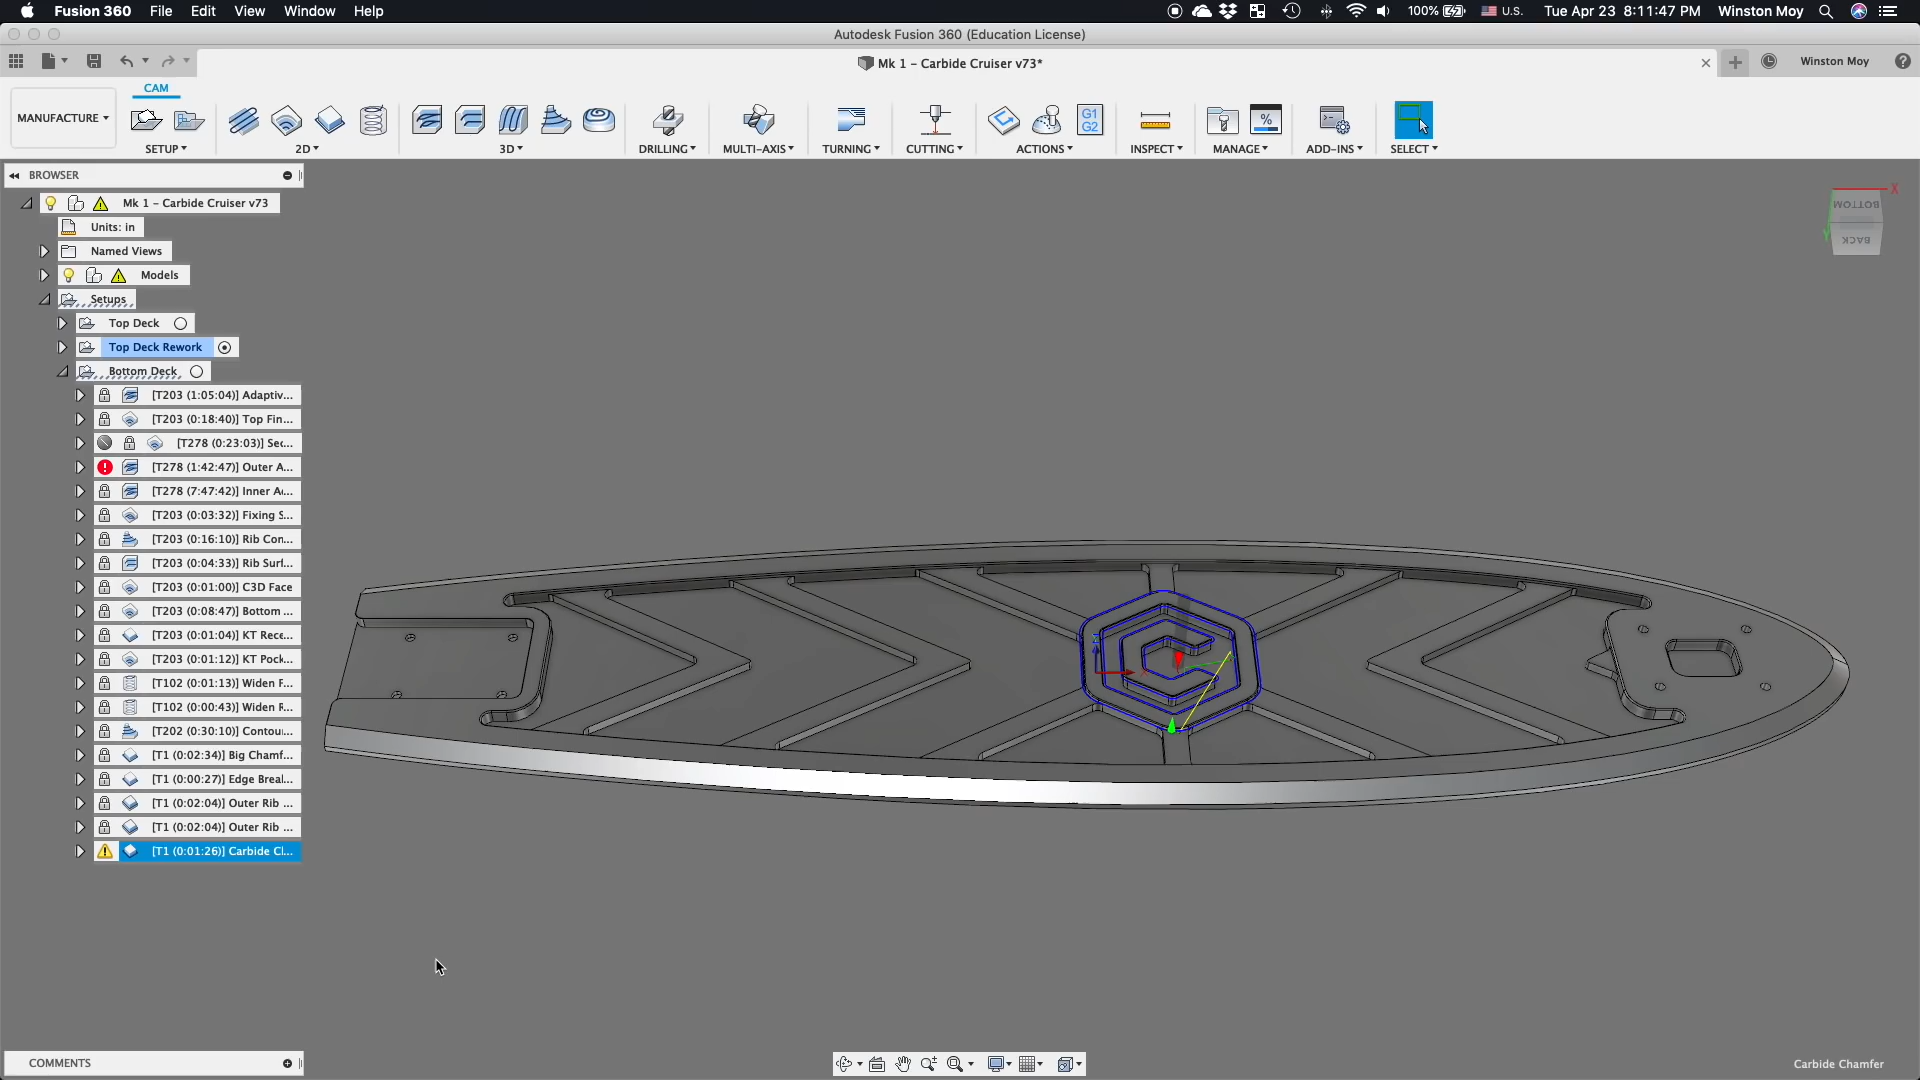 Fusion 360 File Edit View Window Help 100% U.S. Tue Apr 23 8:11:47 PM Winston Moy
Autodesk Fusion 360 (Education License)
Mk 1 - Carbide Cruiser v73* Winston Moy
CAM
MANUFACTURE
G1
G2
%
SETUP 2D 3D DRILLING MULTI-AXIS TURNING CUTTING ACTIONS INSPECT MANAGE ADD-INS SELECT
BROWSER
Mk 1 - Carbide Cruiser v73
Units: in
Named Views
Models
Setups
Top Deck
Top Deck Rework
Bottom Deck
[T203 (1:05:04)] Adaptiv...
[T203 (0:18:40)] Top Fin...
[T278 (0:23:03)] Sec...
[T278 (1:42:47)] Outer A...
[T278 (7:47:42)] Inner A...
[T203 (0:03:32)] Fixing S...
[T203 (0:16:10)] Rib Con...
[T203 (0:04:33)] Rib Surf...
[T203 (0:01:00)] C3D Face
[T203 (0:08:47)] Bottom ...
[T203 (0:01:04)] KT Rece...
[T203 (0:01:12)] KT Pock...
[T102 (0:01:13)] Widen F...
[T102 (0:00:43)] Widen F...
[T202 (0:30:10)] Contou...
[T1 (0:02:34)] Big Chamf...
[T1 (0:00:27)] Edge Break...
[T1 (0:02:04)] Outer Rib ...
[T1 (0:02:04)] Outer Rib ...
[T1 (0:01:26)] Carbide Cl...
X
BOTTOM
Y
BACK
Z
X
COMMENTS
Carbide Chamfer